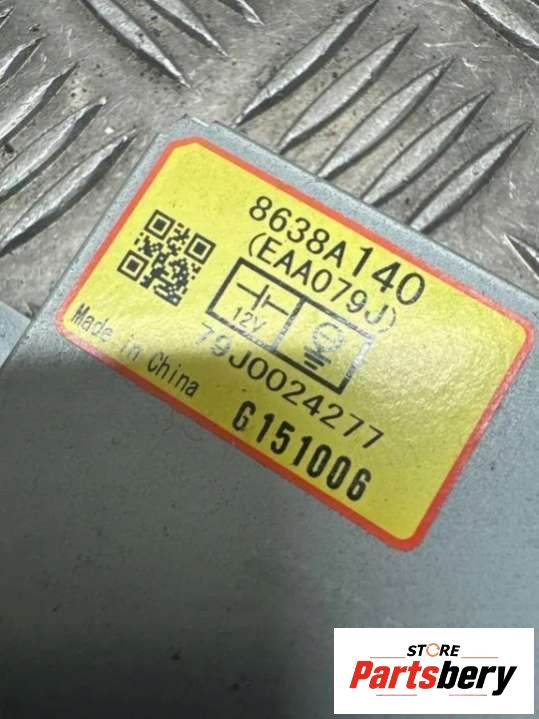 8638A140
(EAA079J)
12V
79J0024277
Made in China
G151006
STORE
Partsbery